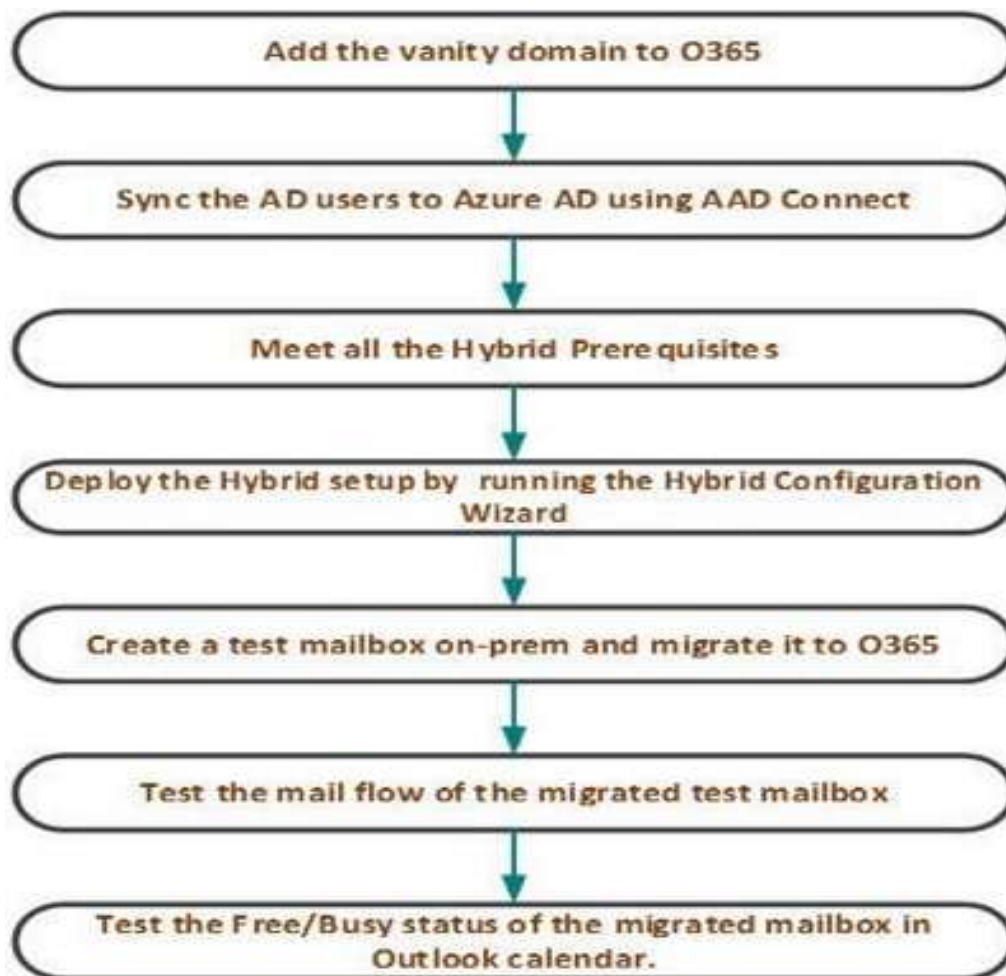 Add the vanity domain to O365
Sync the AD users to Azure AD using AAD Connect
Meet all the Hybrid Prerequisites
Deploy the Hybrid setup by running the Hybrid Configuration
Wizard
Create a test mailbox on-prem and migrate it to O365
Test the mail flow of the migrated test mailbox
Test the Free/Busy status of the migrated mailbox in
Outlook calendar.